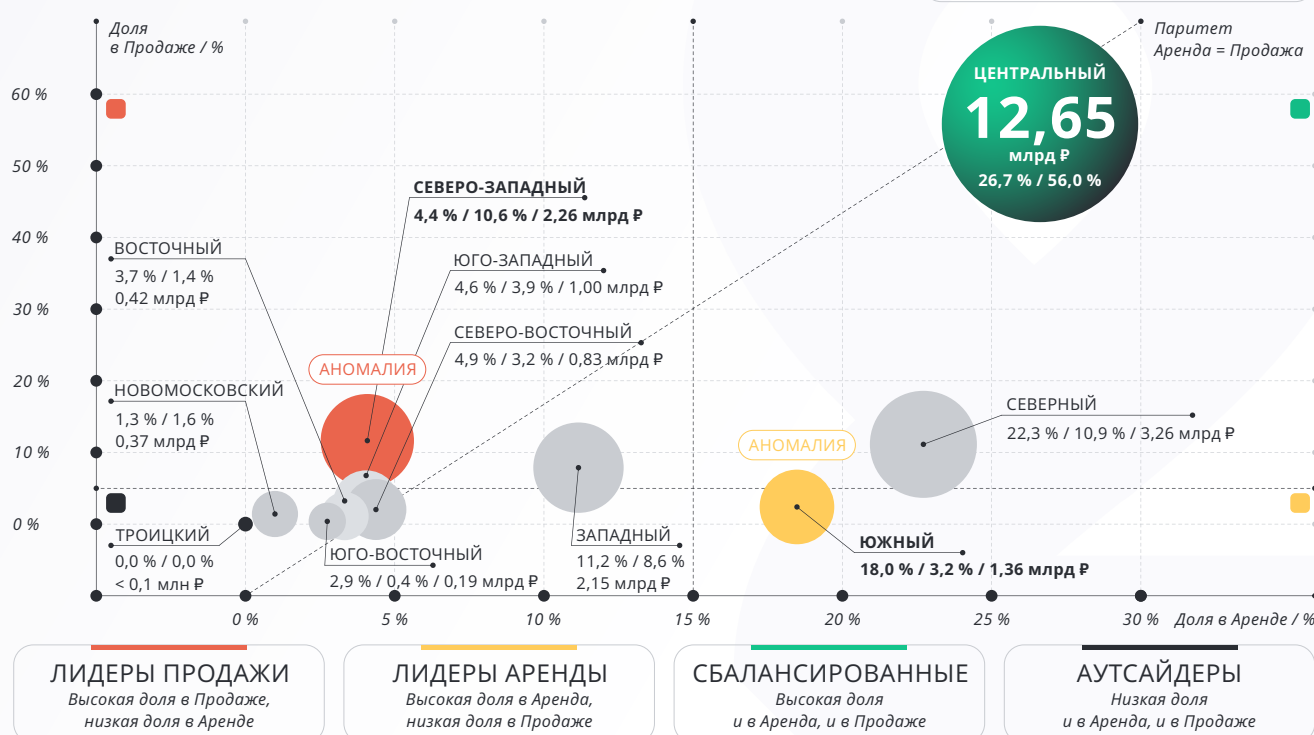 Доля
в Продаже / %
Паритет
Аренда = Продажа
60 %
50 %
40 %
30 %
20 %
10 %
0 %
ЦЕНТРАЛЬНЫЙ
12,65
млрд ₽
26,7 % / 56,0 %
СЕВЕРО-ЗАПАДНЫЙ
4,4 % / 10,6 % / 2,26 млрд ₽
ВОСТОЧНЫЙ
3,7 % / 1,4 %
0,42 млрд ₽
ЮГО-ЗАПАДНЫЙ
4,6 % / 3,9 % / 1,00 млрд ₽
СЕВЕРО-ВОСТОЧНЫЙ
4,9 % / 3,2 % / 0,83 млрд ₽
АНОМАЛИЯ
НОВОМОСКОВСКИЙ
1,3 % / 1,6 %
0,37 млрд ₽
СЕВЕРНЫЙ
22,3 % / 10,9 % / 3,26 млрд ₽
АНОМАЛИЯ
ТРОИЦКИЙ
0,0 % / 0,0 %
< 0,1 млн ₽
ЮГО-ВОСТОЧНЫЙ
2,9 % / 0,4 % / 0,19 млрд ₽
ЗАПАДНЫЙ
11,2 % / 8,6 %
2,15 млрд ₽
ЮЖНЫЙ
18,0 % / 3,2 % / 1,36 млрд ₽
0 %
5 %
10 %
15 %
20 %
25 %
30 %
Доля в Аренде / %
ЛИДЕРЫ ПРОДАЖИ
Высокая доля в Продаже,
низкая доля в Аренде
ЛИДЕРЫ АРЕНДЫ
Высокая доля в Аренда,
низкая доля в Продаже
СБАЛАНСИРОВАННЫЕ
Высокая доля
и в Аренда, и в Продаже
АУТСАЙДЕРЫ
Низкая доля
и в Аренда, и в Продаже